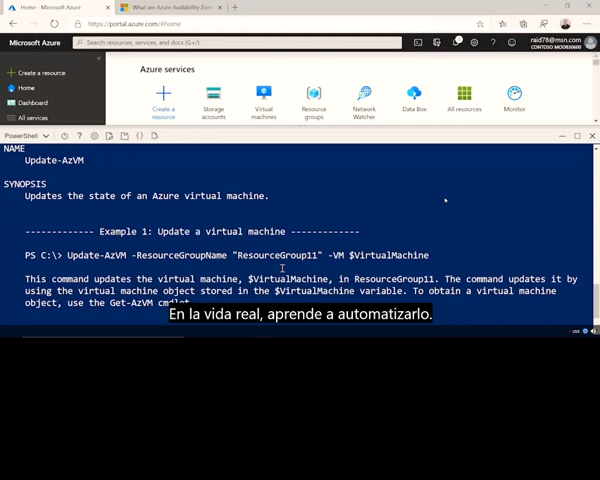 Home - Microsoft Azure
What are Azure Availability Zon
https://portal.azure.com/#home
Microsoft Azure
Search resources, services, and docs (G+/)
raid78@msn.com
Create a resource
Home
Dashboard
All services
Azure services
Create a resource
Storage accounts
Virtual machines
Resource groups
Network Watcher
Data Box
All resources
Monitor
PowerShell
NAME
Update-AzVM
SYNOPSIS
Updates the state of an Azure virtual machine.
------------- Example 1: Update a virtual machine -------------
PS C:\> Update-AzVM -ResourceGroupName "ResourceGroup11" -VM $VirtualMachine
This command updates the virtual machine, $VirtualMachine, in ResourceGroup11. The command updates it by
using the virtual machine object stored in the $VirtualMachine variable. To obtain a virtual machine
object, use the Get-AzVM cmdlet.
En la vida real, aprende a automatizarlo.